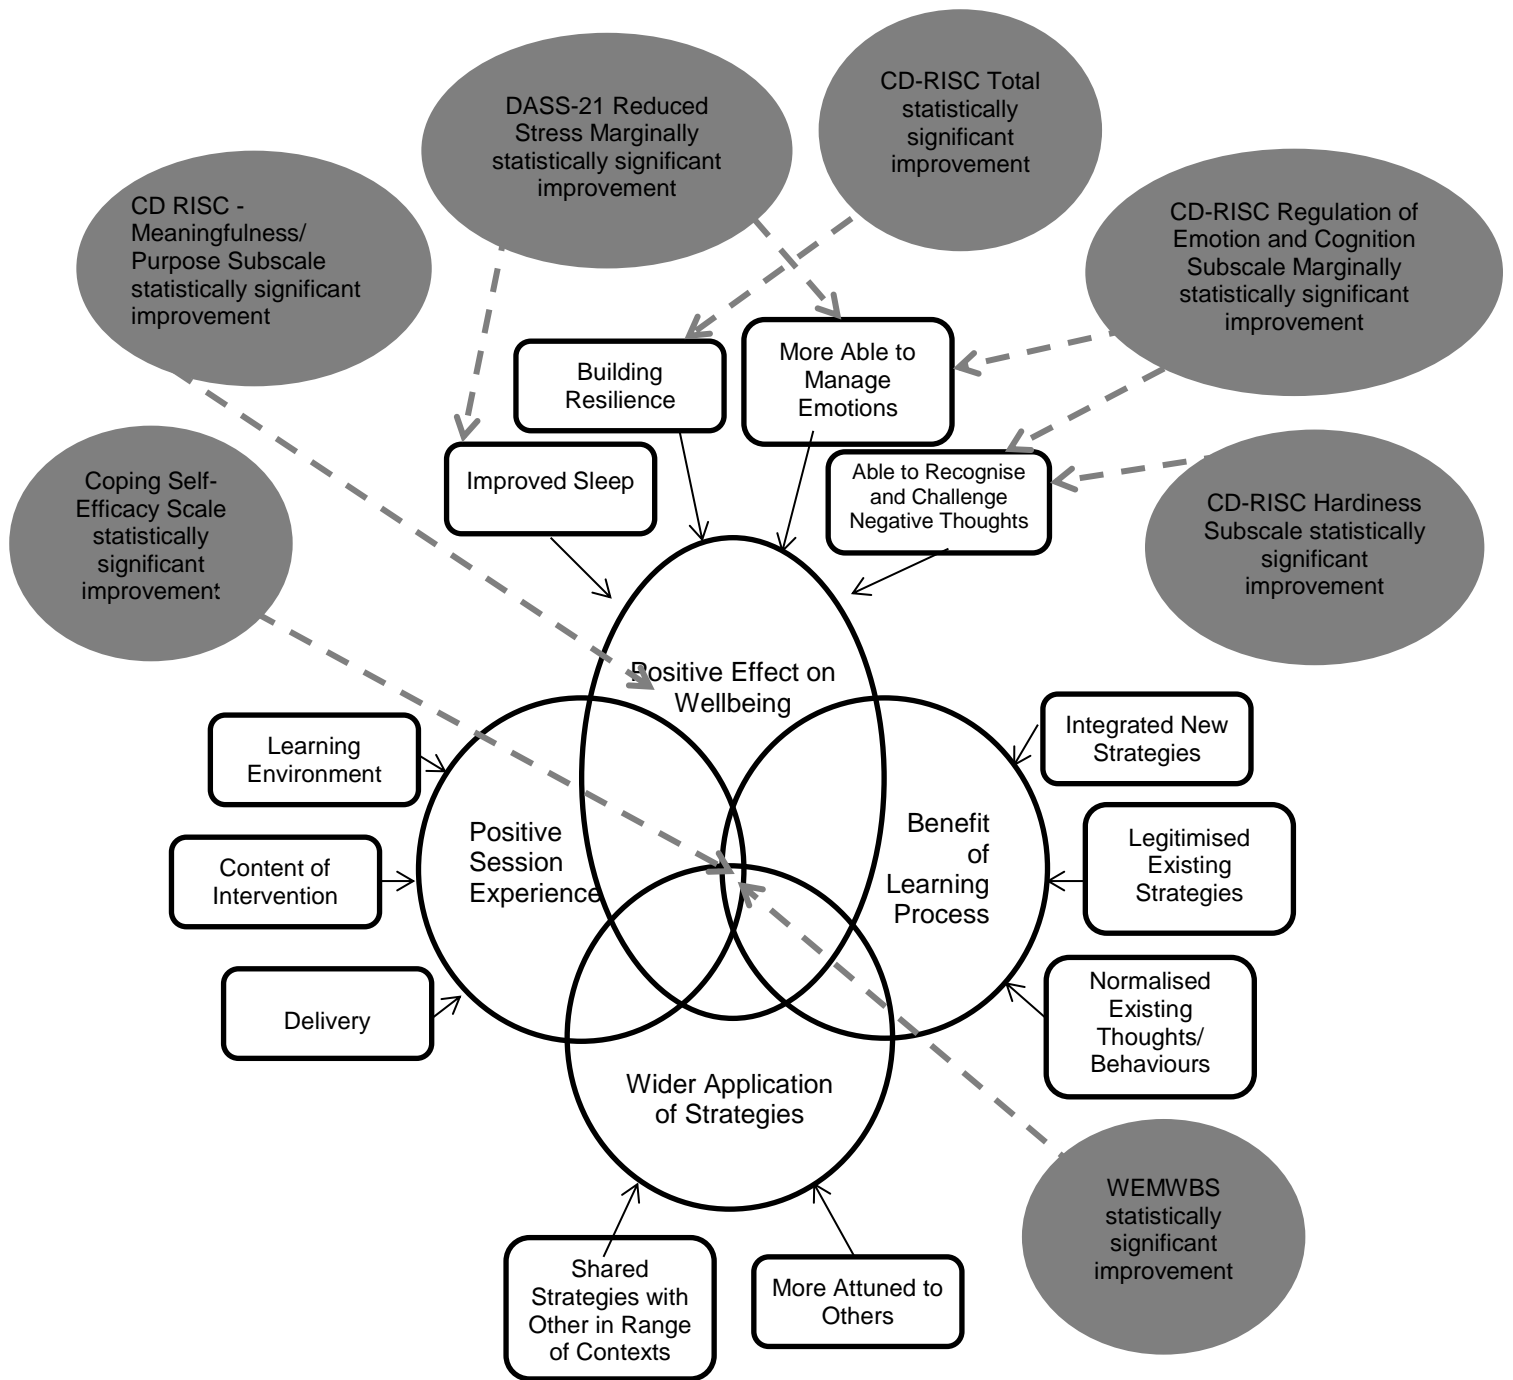 CD-RISC Total
statistically
significant
improvement
DASS-21 Reduced
Stress Marginally
statistically significant
improvement
CD RISC -
Meaningfulness/
Purpose Subscale
statistically significant
improvement
CD-RISC Regulation of
Emotion and Cognition
Subscale Marginally
statistically significant
improvement
Building
Resilience
More Able to
Manage
Emotions
Improved Sleep
Able to Recognise
and Challenge
Negative Thoughts
Coping Self-
Efficacy Scale
statistically
significant
improvement
CD-RISC Hardiness
Subscale statistically
significant
improvement
Positive Effect on
Wellbeing
Learning
Environment
Integrated New
Strategies
Positive
Session
Experience
Benefit
of
Learning
Process
Content of
Intervention
Legitimised
Existing
Strategies
Delivery
Normalised
Existing
Thoughts/
Behaviours
Wider Application
of Strategies
WEMWBS
statistically
significant
improvement
Shared
Strategies with
Other in Range
of Contexts
More Attuned to
Others